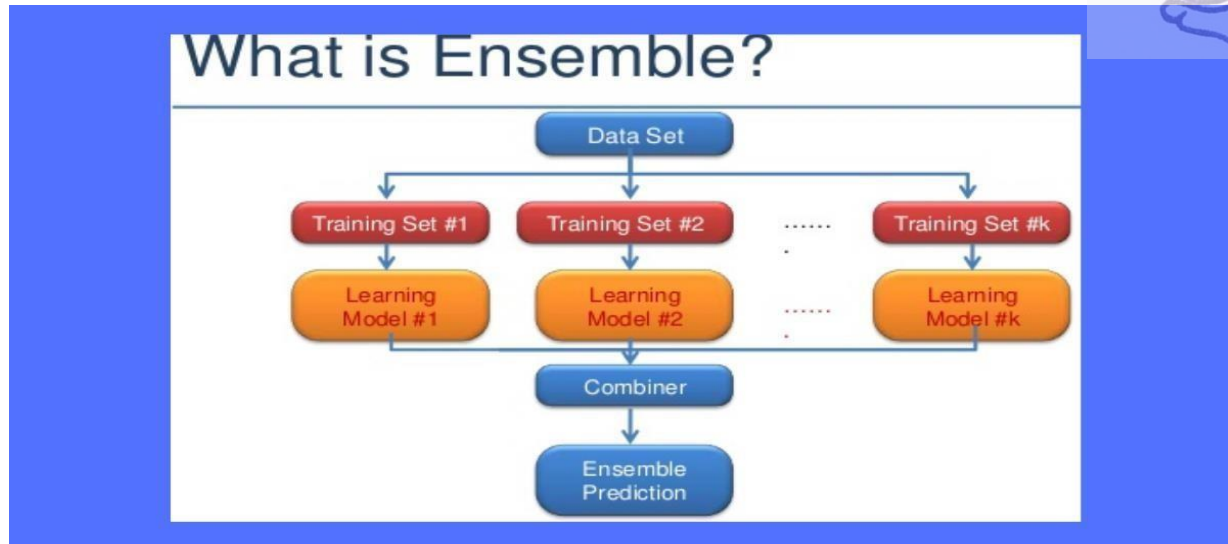 What is Ensemble?
Data Set
Training Set #1
Training Set #2
......
.
Training Set #k
Learning
Model #1
Learning
Model #2
......
.
Learning
Model #k
Combiner
Ensemble
Prediction